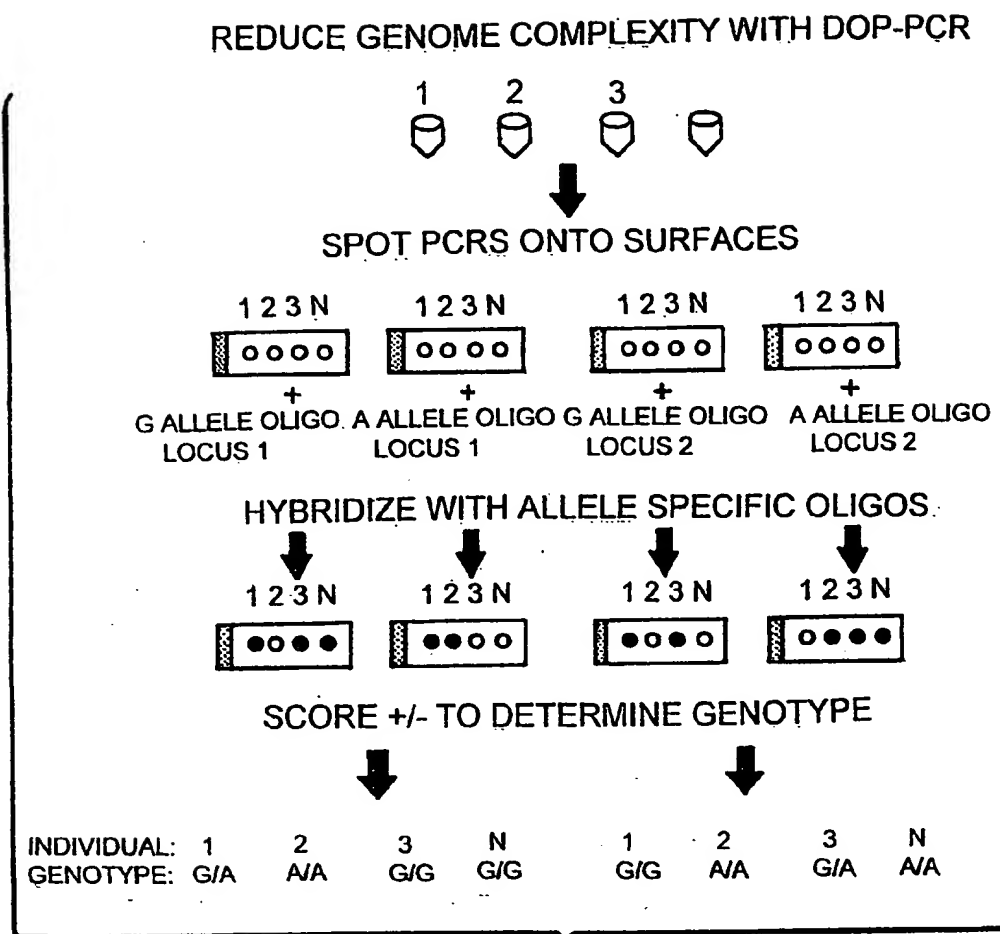 REDUCE GENOME COMPLEXITY WITH DOP-PCR
1 2 3
SPOT PCRS ONTO SURFACES
1 2 3 N 1 2 3 N 1 2 3 N 1 2 3 N
+ + + +
G ALLELE OLIGO. A ALLELE OLIGO G ALLELE OLIGO A ALLELE OLIGO
LOCUS 1 LOCUS 1 LOCUS 2 LOCUS 2
HYBRIDIZE WITH ALLELE SPECIFIC OLIGOS.
1 2 3 N 1 2 3 N 1 2 3 N 1 2 3 N
SCORE +/- TO DETERMINE GENOTYPE
INDIVIDUAL: 1 2 3 N 1 2 3 N
GENOTYPE: G/A A/A G/G G/G G/G A/A G/A A/A